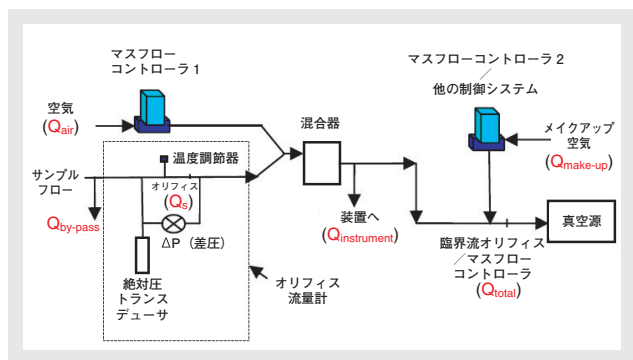 マスフロー
コントローラ1
マスフローコントローラ2
／
他の制御システム
空気
(Qair)
混合器
メイクアップ
空気
(Qmake-up)
温度調節器
サンプル
フロー
オリフィス
(Qs)
Qby-pass
ΔP（差圧）
装置へ
(Qinstrument)
真空源
臨界流オリフィス
／マスフロー
コントローラ
(Qtotal)
絶対圧
トランス
デューサ
オリフィス
流量計